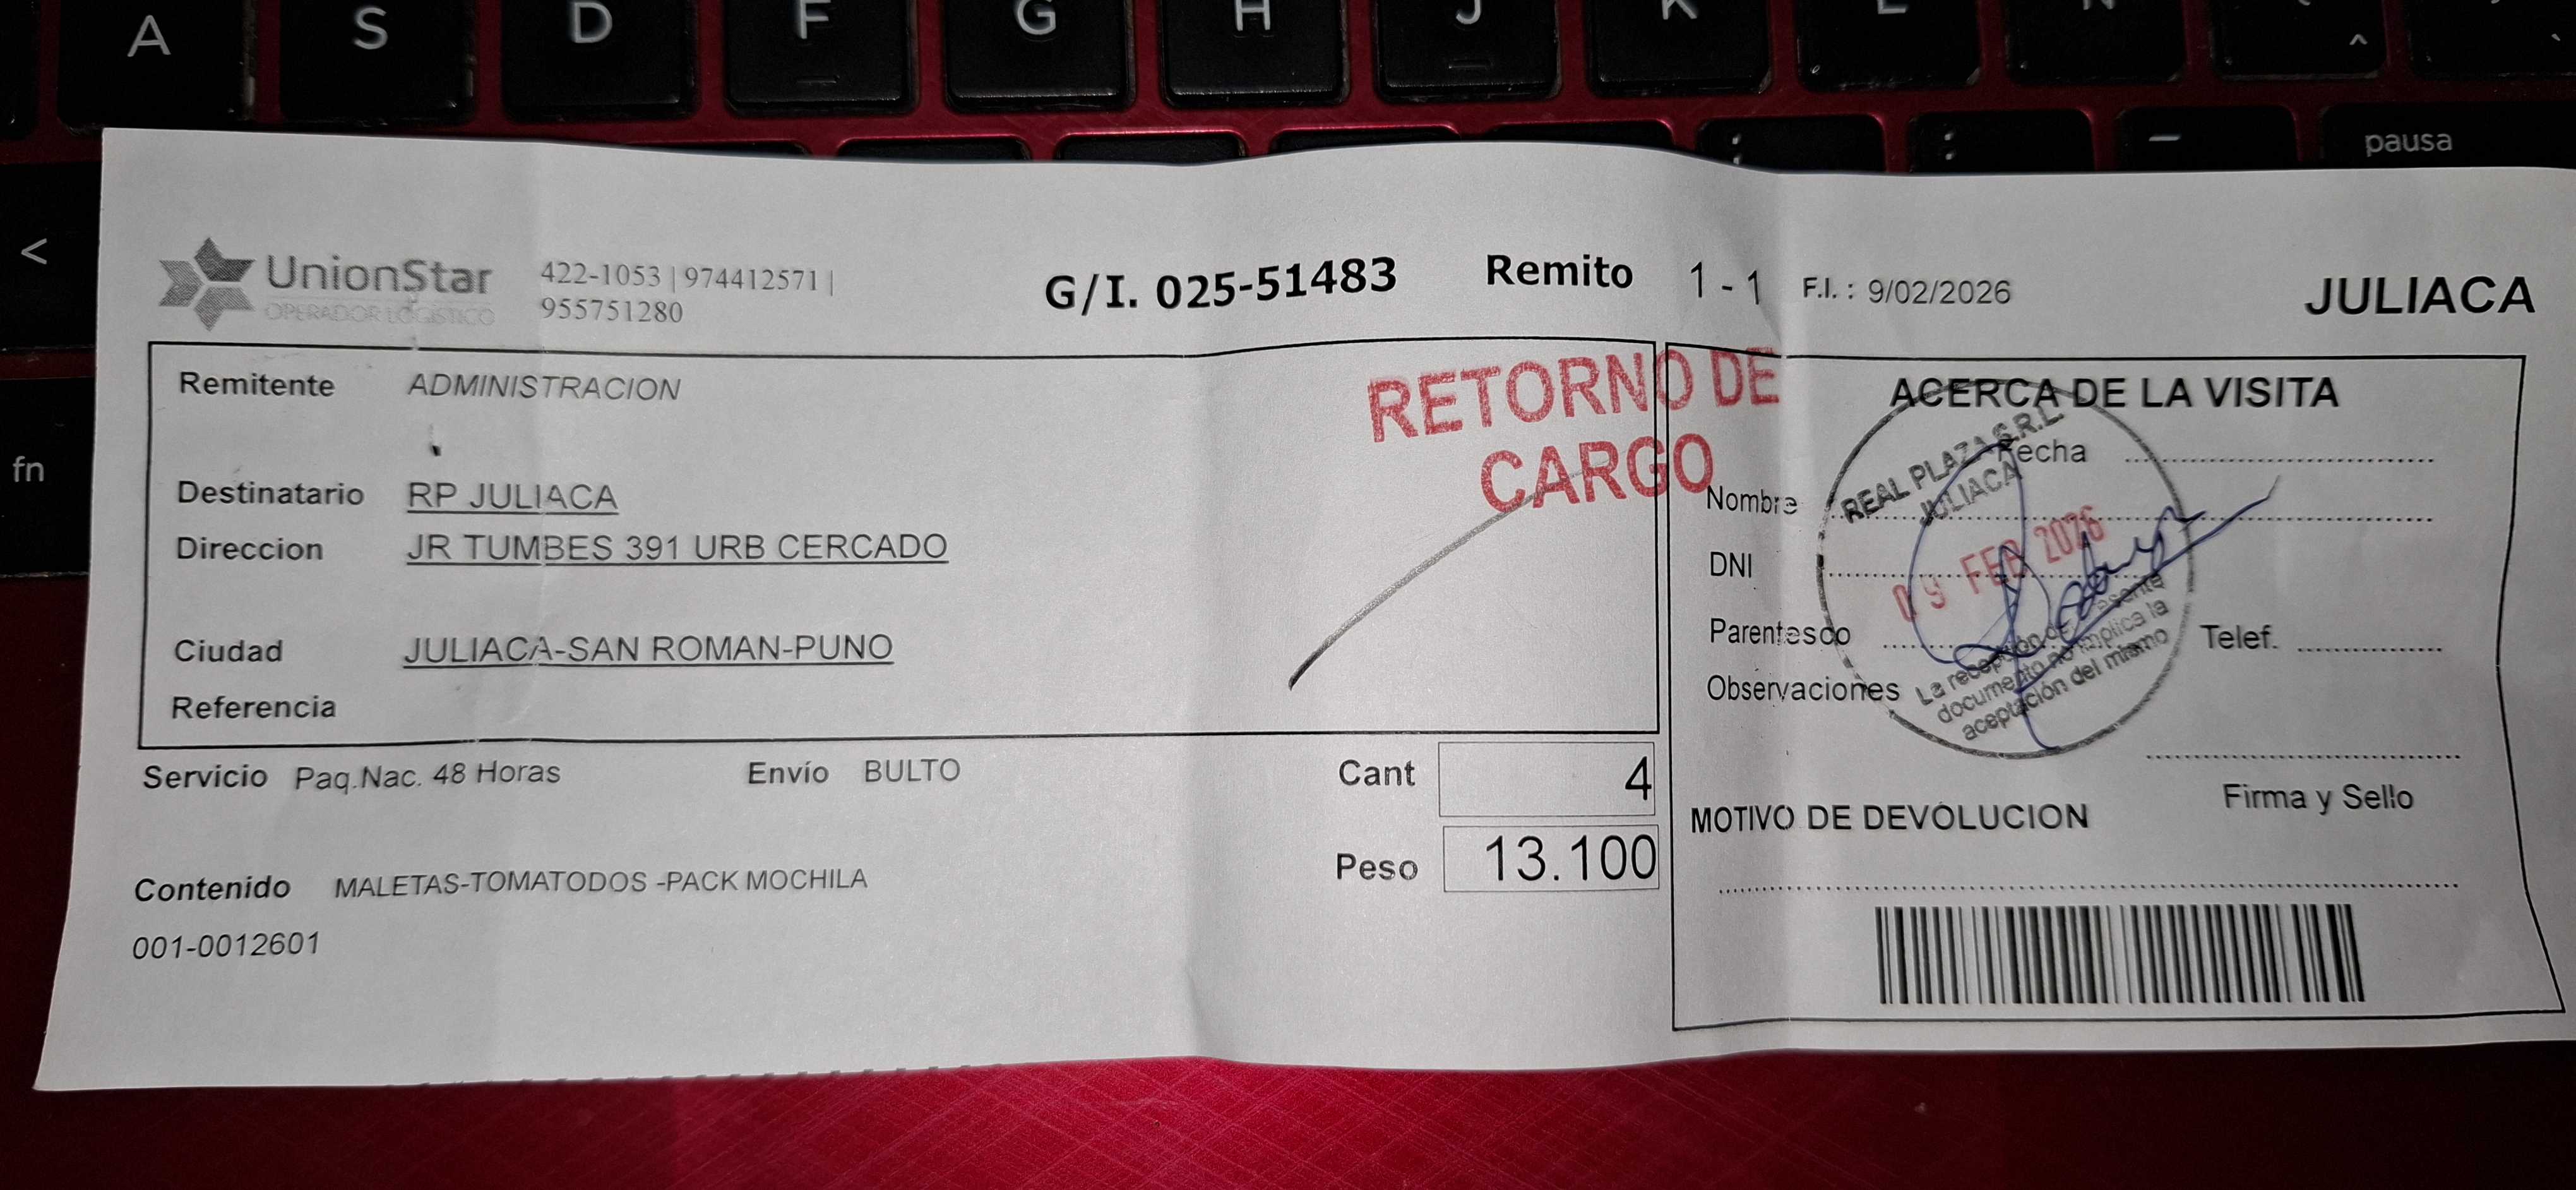 A S D F G H J K L Ñ
pausa
<
fn
UnionStar
OPERADOR LOGÍSTICO
422-1053 | 974412571 |
955751280
G/I. 025-51483 Remito 1 - 1 F.I. : 9/02/2026 JULIACA
Remitente ADMINISTRACION
RETORNO DE
CARGO
Destinatario RP JULIACA
Direccion JR TUMBES 391 URB CERCADO
Ciudad JULIACA-SAN ROMAN-PUNO
Referencia
Servicio Paq.Nac. 48 Horas Envío BULTO Cant 4
Peso 13.100
Contenido MALETAS-TOMATODOS -PACK MOCHILA
001-0012601
ACERCA DE LA VISITA
Fecha
Nombre
DNI
Parentesco Telef.
Observaciones
REAL PLAZA S.R.L.
JULIACA
09 FEB 2026
La recepción de presente
documento no implica la
aceptación del mismo
Firma y Sello
MOTIVO DE DEVOLUCION